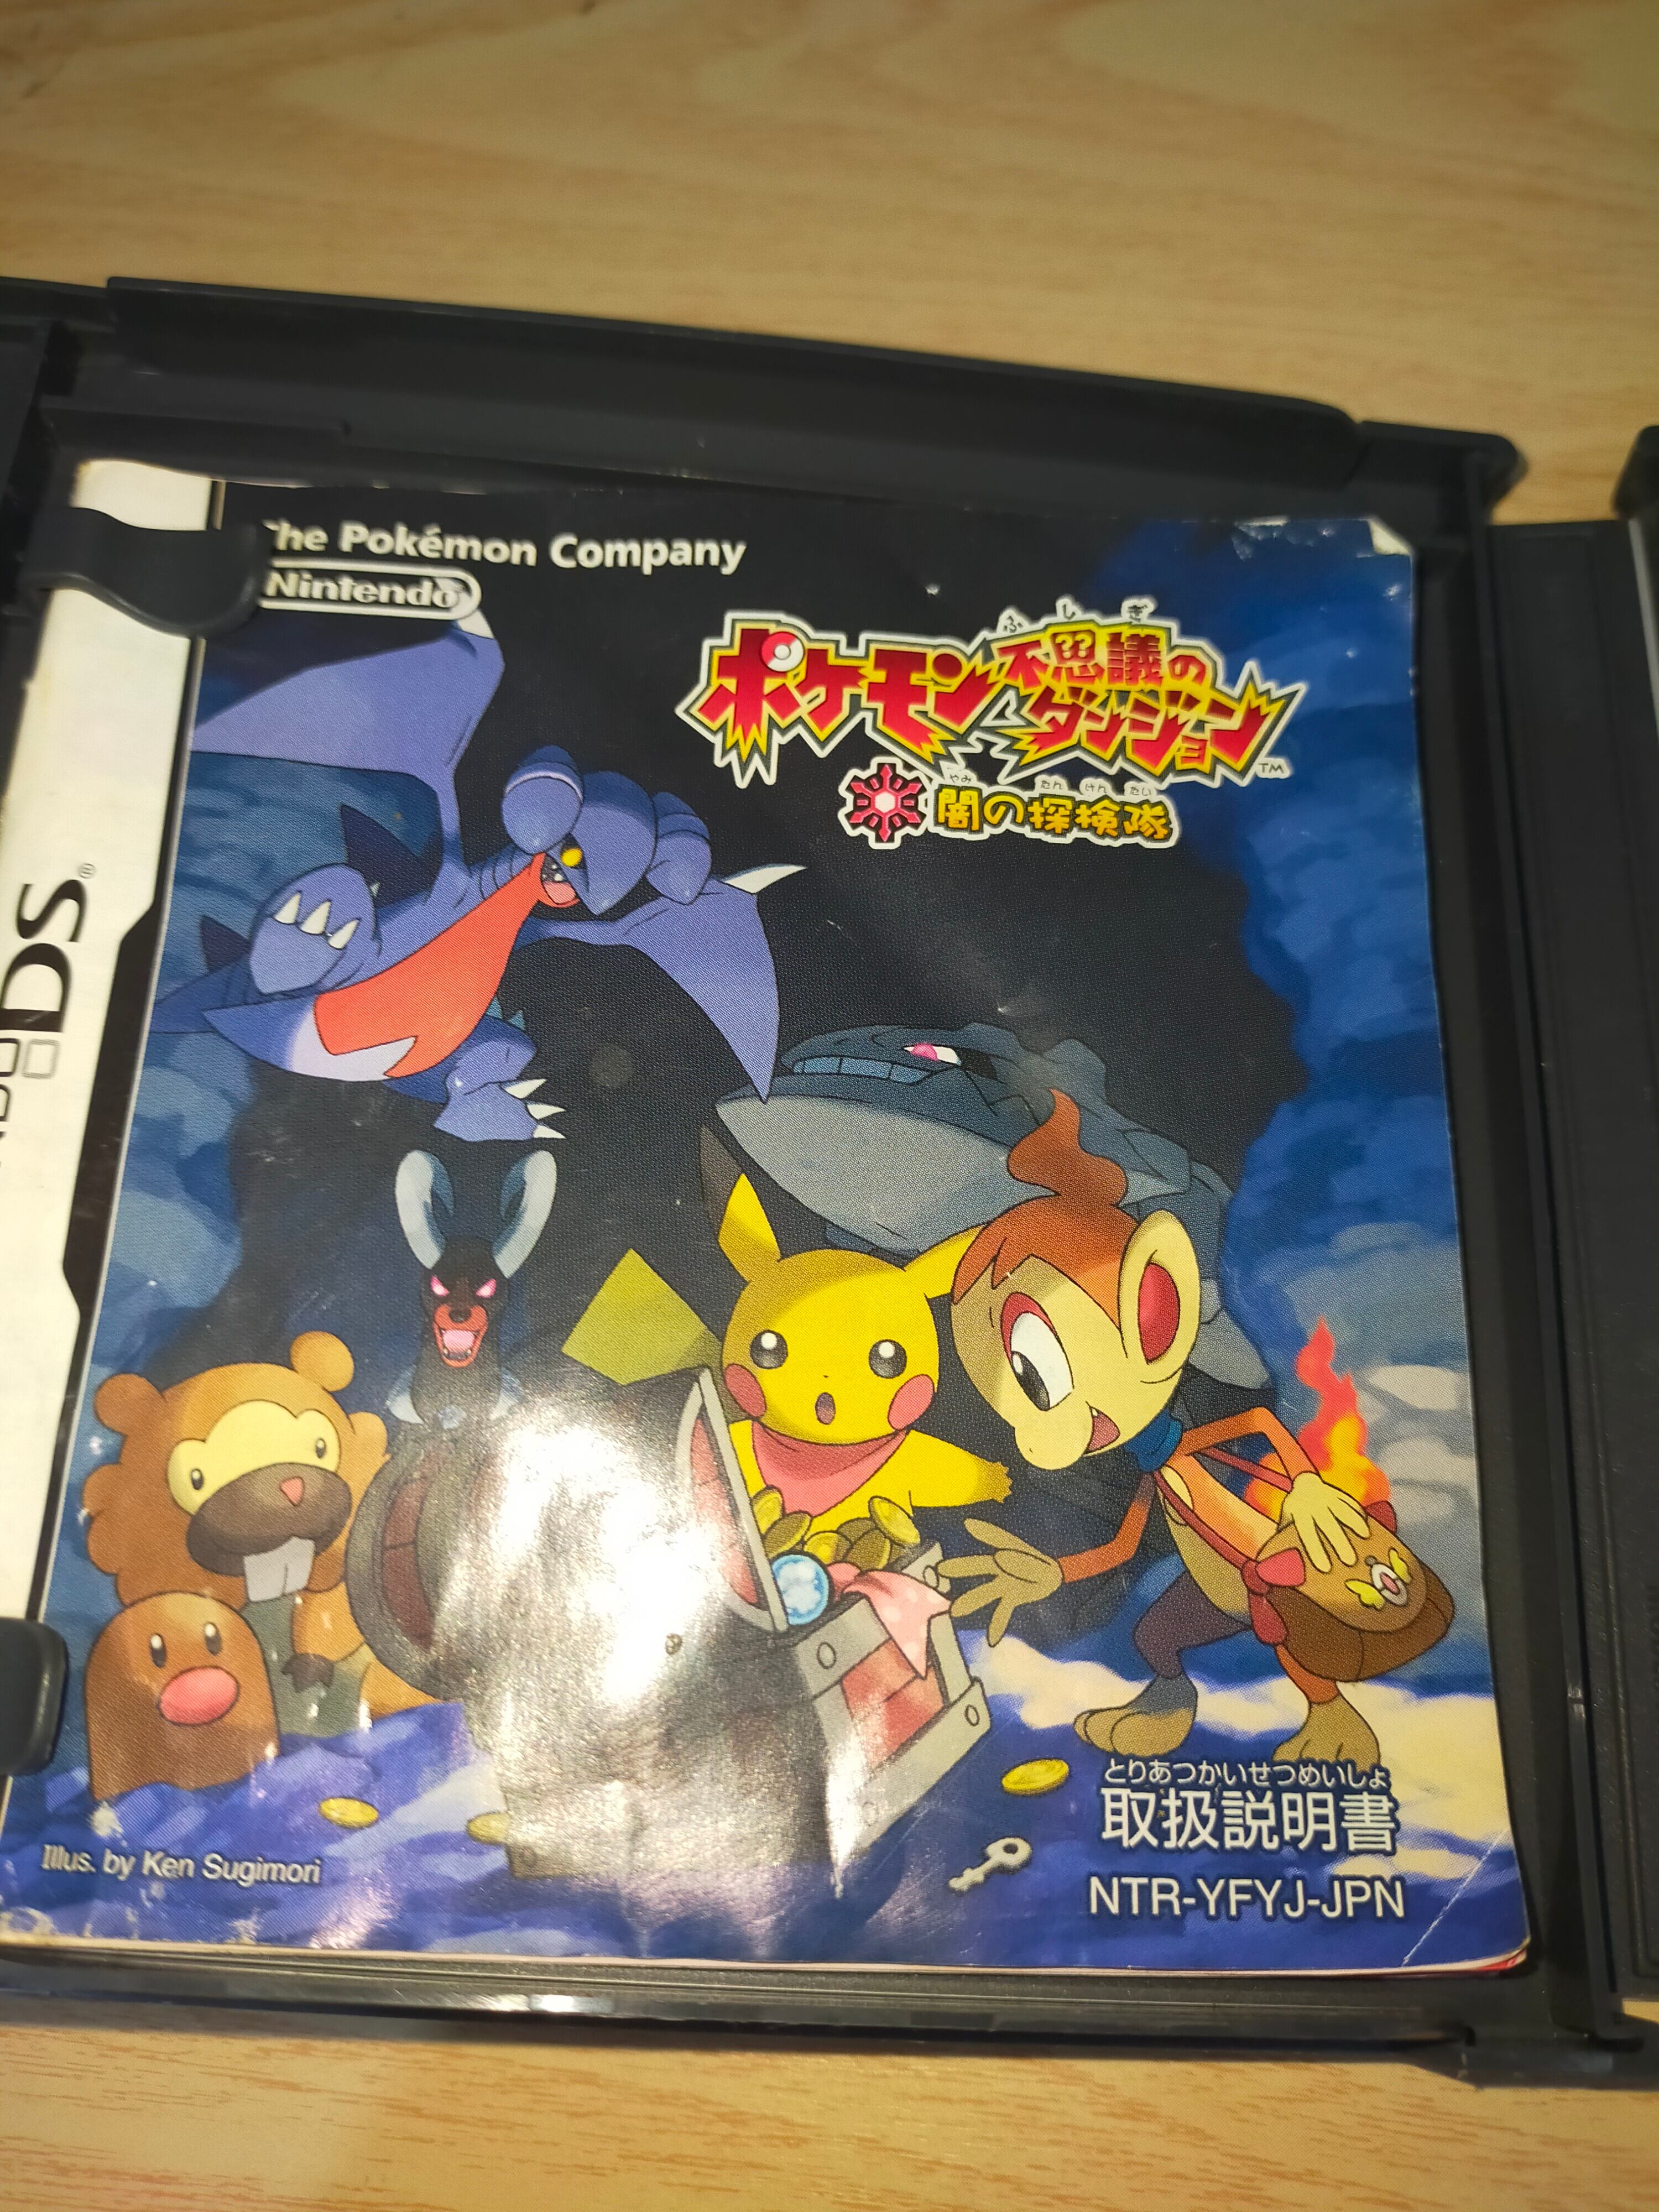 The Pokémon Company
Nintendo
ふしぎ
ポケモン不思議の
ダンジョン
TM
やみ たんけんたい
闇の探検隊
DS®
とりあつかいせつめいしょ
取扱説明書
NTR-YFYJ-JPN
Illus. by Ken Sugimori